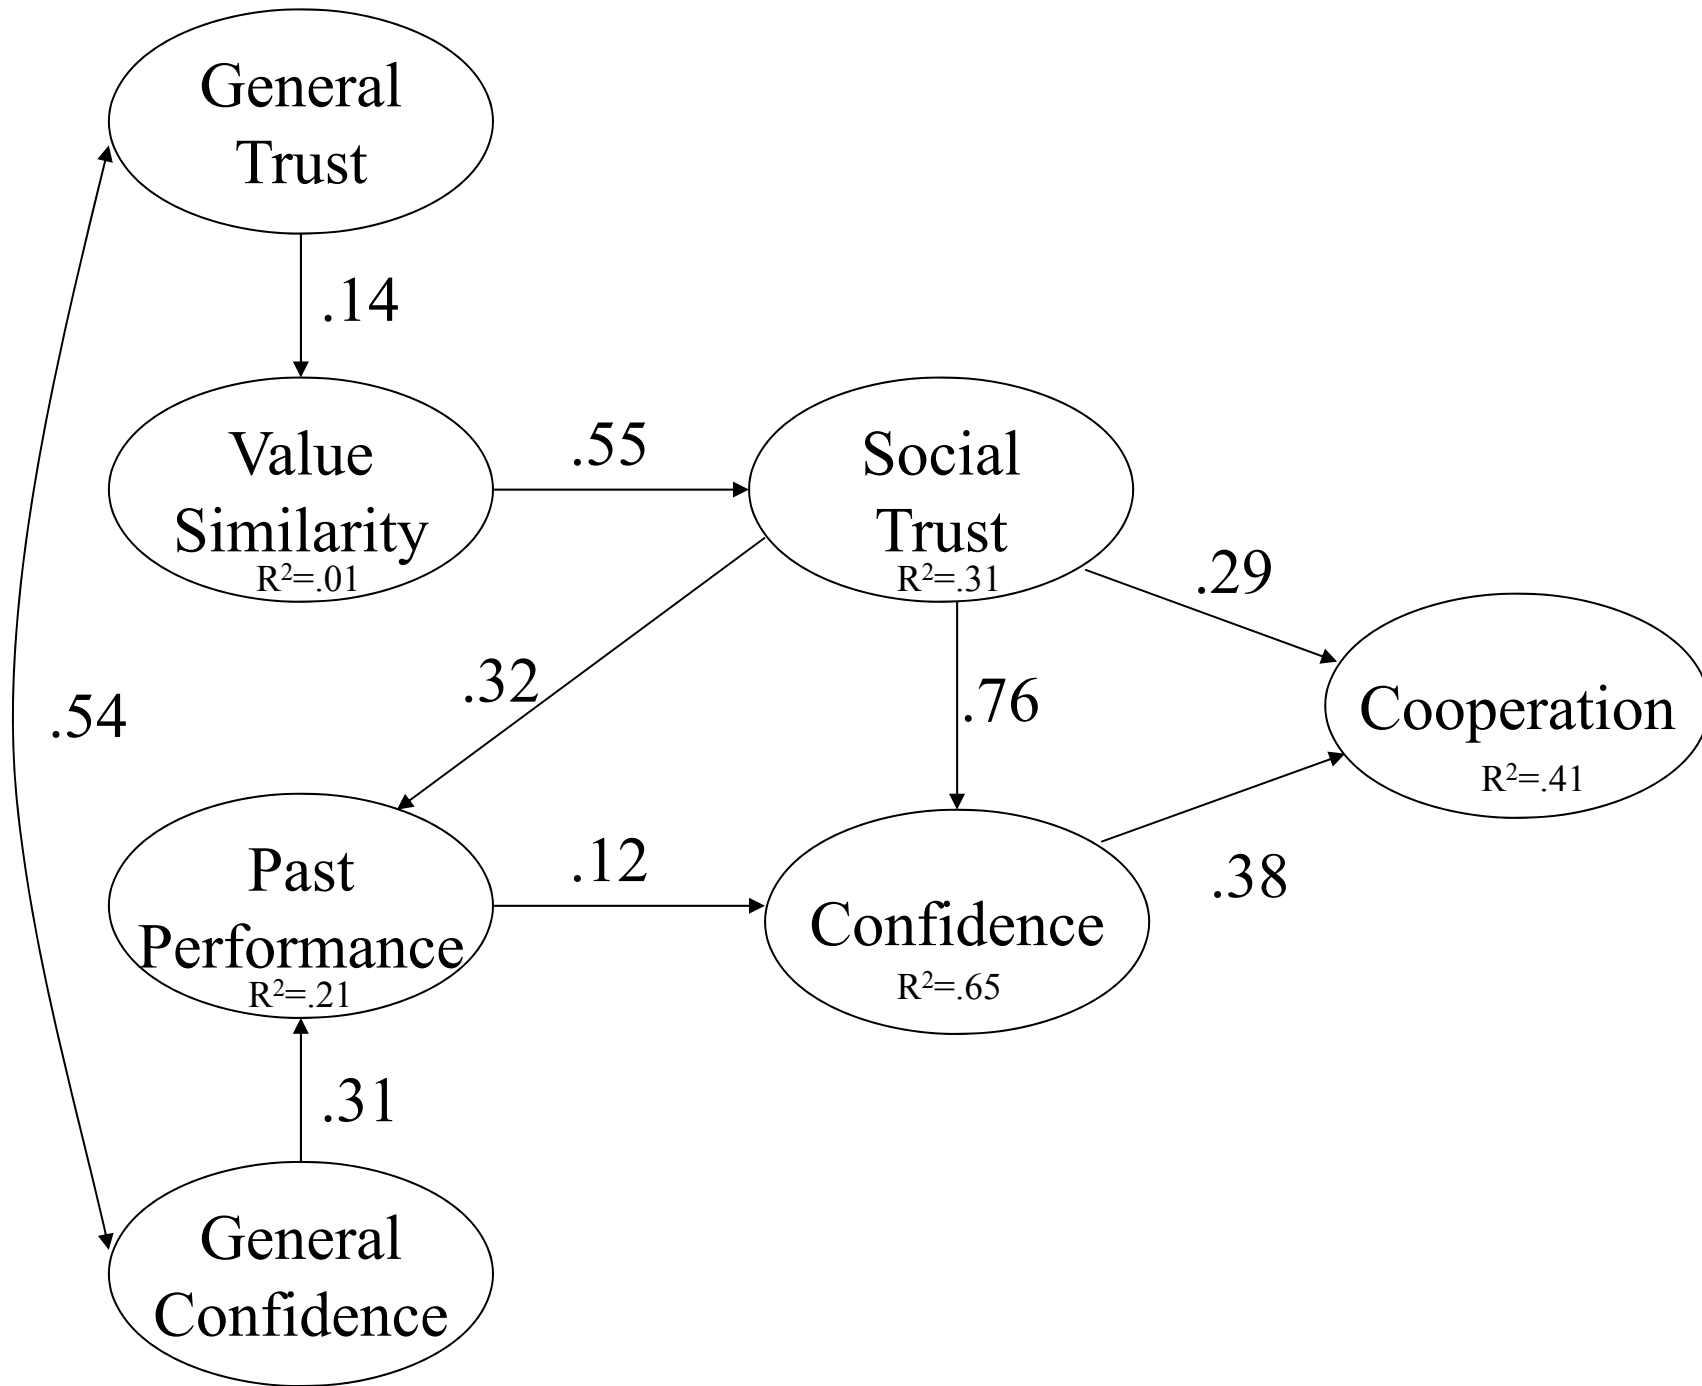 General
Trust
.14
Value
Similarity
R²=.01
.55
Social
Trust
R²=.31
.29
.32
.76
.54
Cooperation
R²=.41
Past
Performance
R²=.21
.12
Confidence
R²=.65
.38
.31
General
Confidence